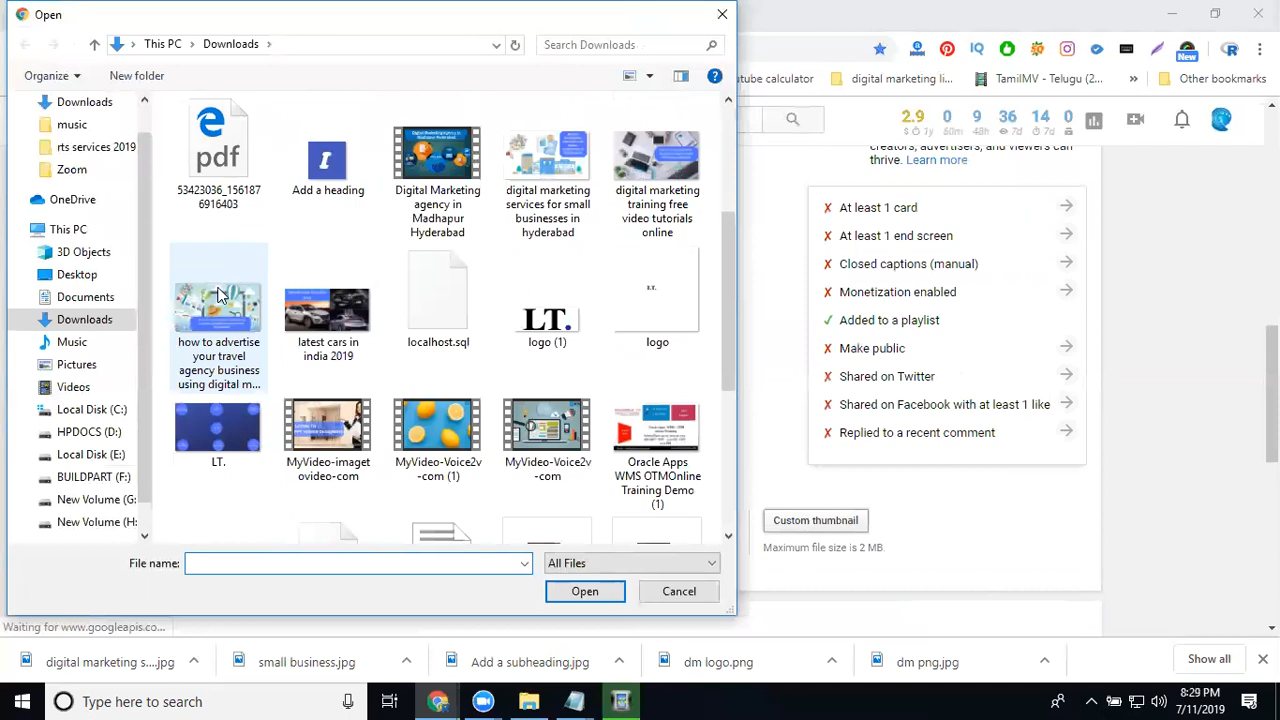 Open
This PC
Downloads
Search Downloads
Organize
New folder
Downloads
music
rts services 2019
Zoom
OneDrive
This PC
3D Objects
Desktop
Documents
Downloads
Music
Pictures
Videos
Local Disk (C:)
HPDOCS (D:)
Local Disk (E:)
BUILDPART (F:)
New Volume (G:
New Volume (H:
pdf
53423036_156187
6916403
Add a heading
Digital Marketing
agency in
Madhapur
Hyderabad
digital marketing
services for small
businesses in
hyderabad
digital marketing
training free
video tutorials
online
how to advertise
your travel
agency business
using digital m...
latest cars in
india 2019
localhost.sql
LT.
logo (1)
LT.
logo
LT.
MyVideo-imaget
ovideo-com
MyVideo-Voice2v
-com (1)
MyVideo-Voice2v
-com
Oracle Apps
WMS OTMOnline
Training Demo
(1)
File name:
All Files
Open
Cancel
New
utube calculator
digital marketing li...
TamilMV - Telugu (2...
Other bookmarks
2.9 0 9 36 14 0
1y 60m 48h 7d 7d
creators, advertisers, and viewers can
thrive. Learn more
At least 1 card
At least 1 end screen
Closed captions (manual)
Monetization enabled
Added to a playlist
Make public
Shared on Twitter
Shared on Facebook with at least 1 like
Replied to a recent comment
Custom thumbnail
Maximum file size is 2 MB.
Waiting for www.googleapis.co...
digital marketing s....jpg
small business.jpg
Add a subheading.jpg
dm logo.png
dm png.jpg
Show all
Type here to search
8:29 PM
7/11/2019